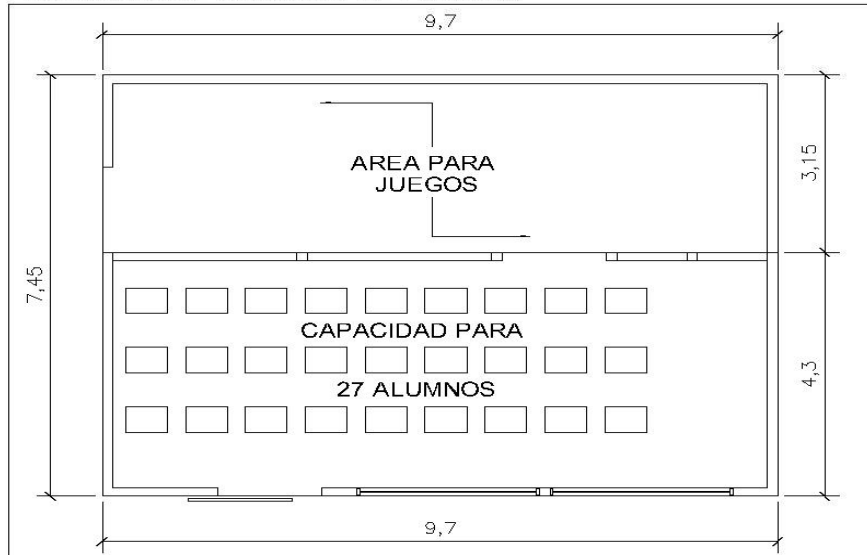 9,7
AREA PARA
JUEGOS
3,15
7,45
CAPACIDAD PARA
27 ALUMNOS
4,3
9,7